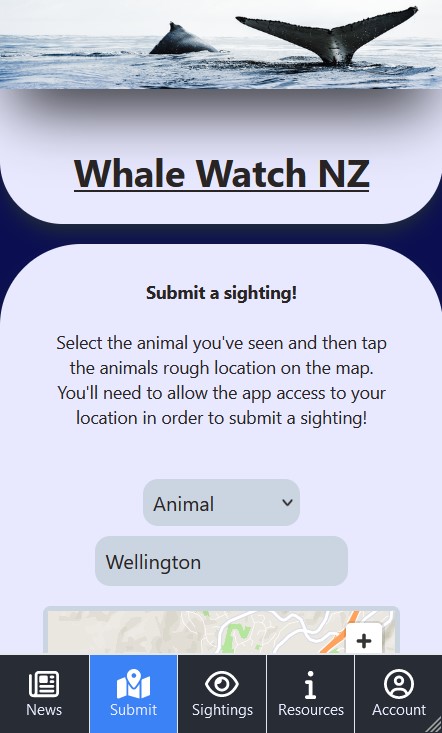 Whale Watch NZ
Submit a sighting!
Select the animal you've seen and then tap
the animals rough location on the map.
You'll need to allow the app access to your
location in order to submit a sighting!
Animal
Wellington
+
News
Submit
Sightings
Resources
Account